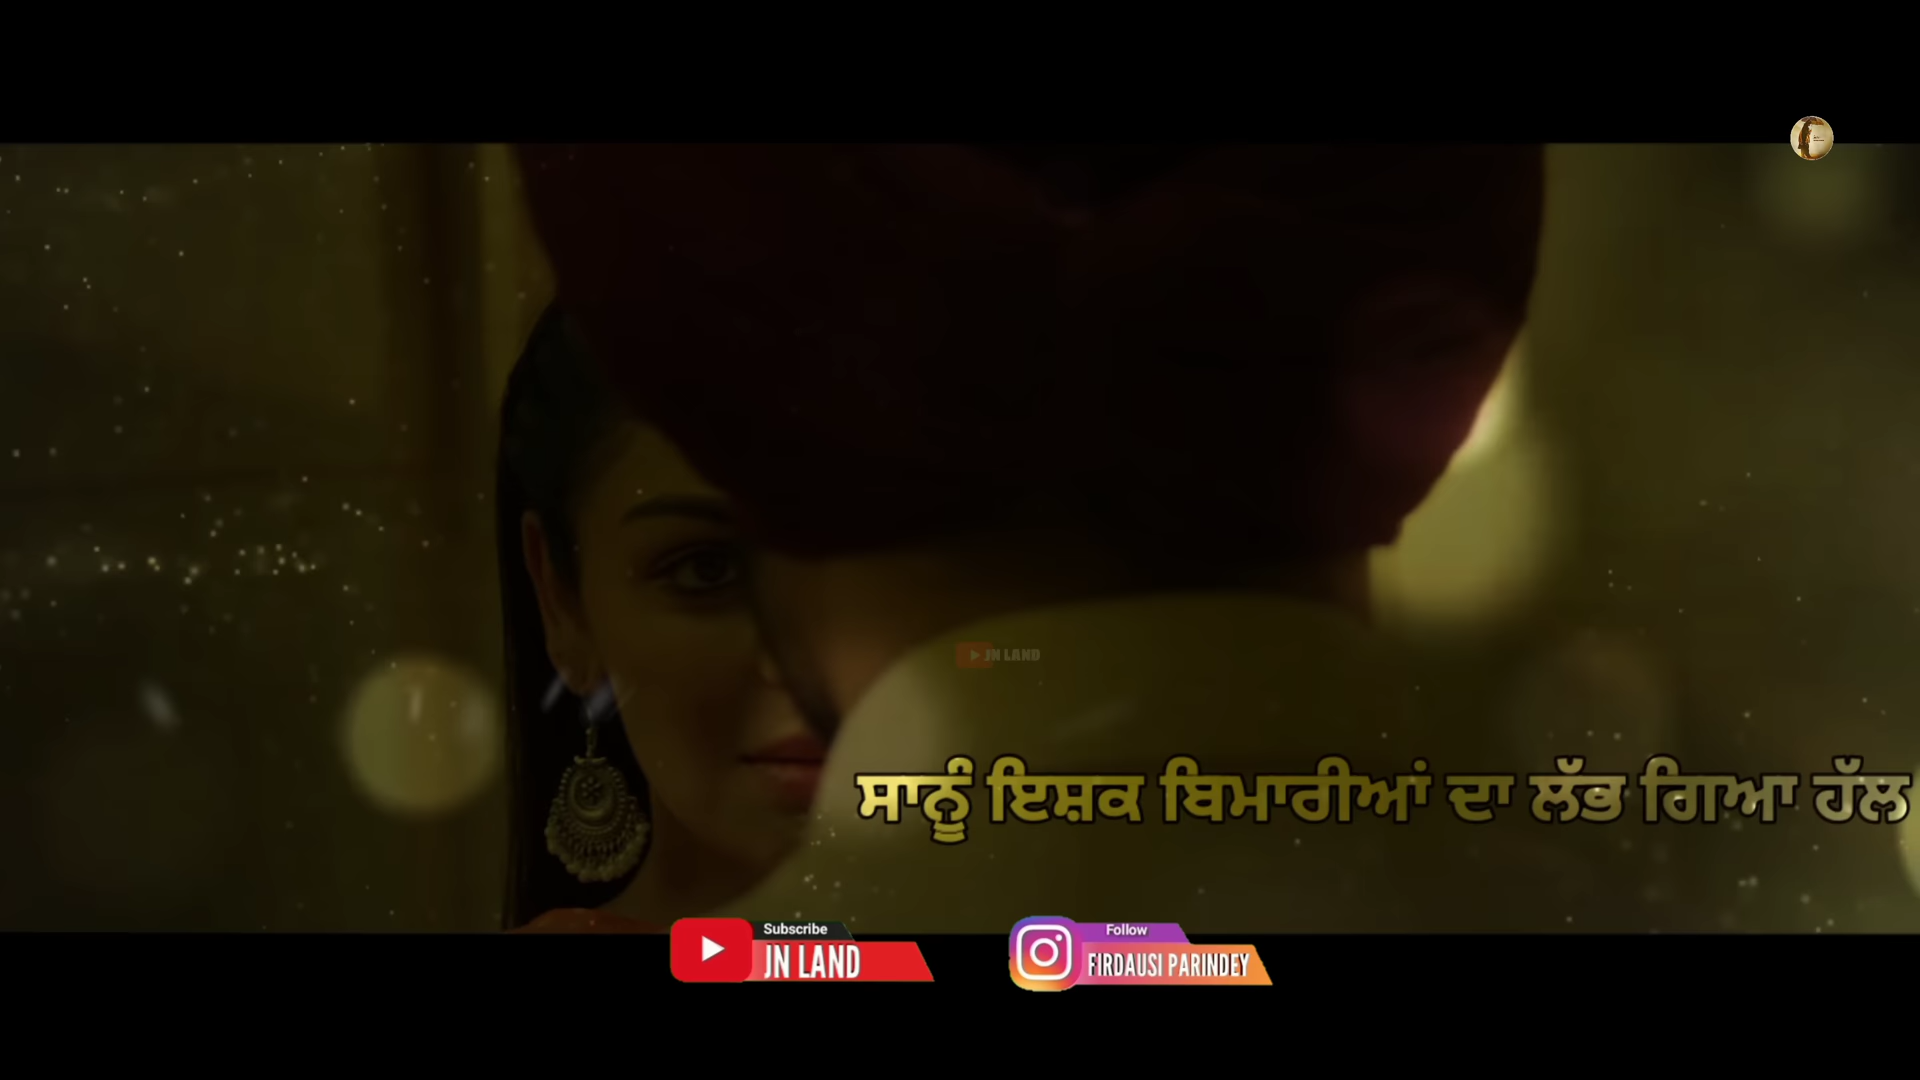 JN LAND
ਸਾਨੂੰ ਇਸ਼ਕ ਬਿਮਾਰੀਆਂ ਦਾ ਲੱਭ ਗਿਆ ਹੱਲ
Subscribe
JN LAND
Follow
FIRDAUSI PARINDEY